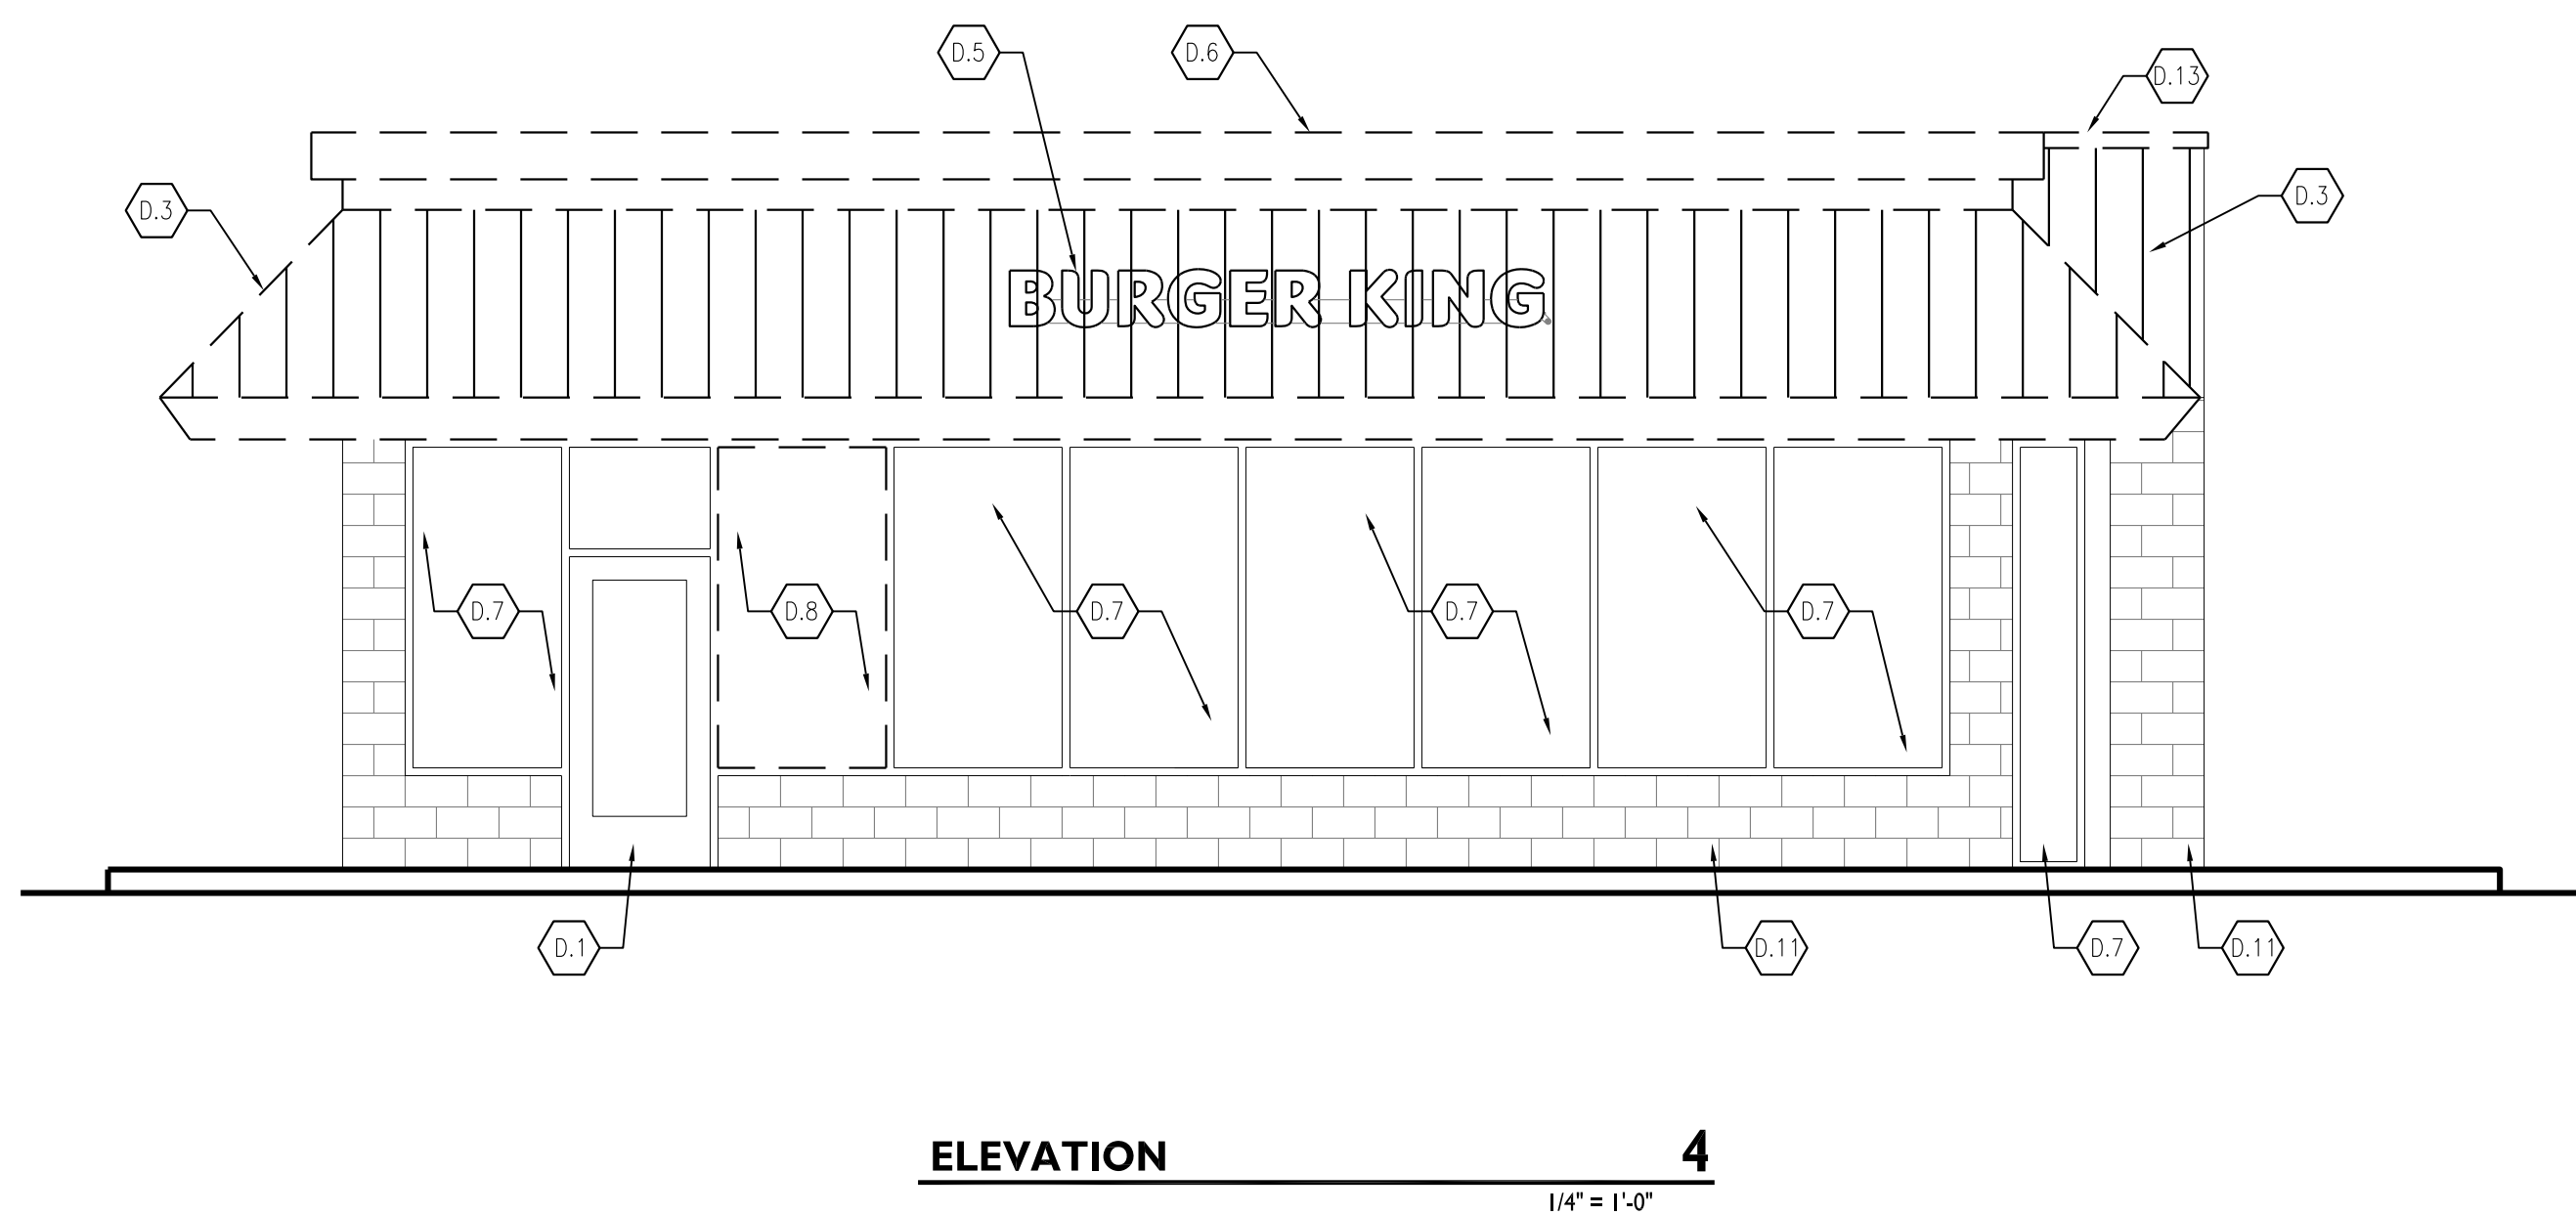 D.5
D.6
D.13
D.3
D.3
BURGER KING
D.7
D.8
D.7
D.7
D.7
D.1
D.11
D.7
D.11
ELEVATION 4
1/4" = 1'-0"